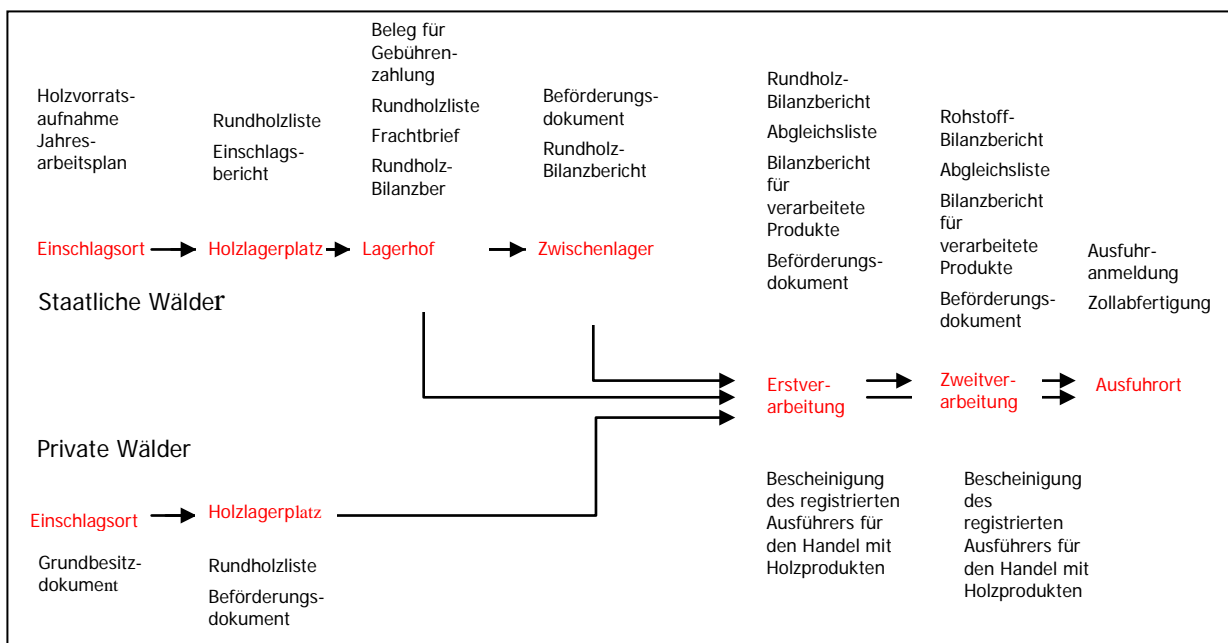 Holzvorrats-
aufnahme
Jahres-
arbeitsplan
Rundholzliste
Einschlags-
bericht
Beleg für
Gebühren-
zahlung
Rundholzliste
Frachtbrief
Rundholz-
Bilanzber
Beförderungs-
dokument
Rundholz-
Bilanzbericht
Rundholz-
Bilanzbericht
Abgleichsliste
Bilanzbericht
für
verarbeitete
Produkte
Beförderungs-
dokument
Rohstoff-
Bilanzbericht
Abgleichsliste
Bilanzbericht
für
verarbeitete
Produkte
Beförderungs-
dokument
Ausfuhr-
anmeldung
Zollabfertigung
Einschlagsort
Holzlagerplatz
Lagerhof
Zwischenlager
Staatliche Wälder
Erstver-
arbeitung
Zweitver-
arbeitung
Ausfuhrort
Private Wälder
Einschlagsort
Holzlagerplatz
Grundbesitz-
dokument
Rundholzliste
Beförderungs-
dokument
Bescheinigung
des registrierten
Ausführers für
den Handel mit
Holzprodukten
Bescheinigung
des
registrierten
Ausführers für
den Handel mit
Holzprodukten